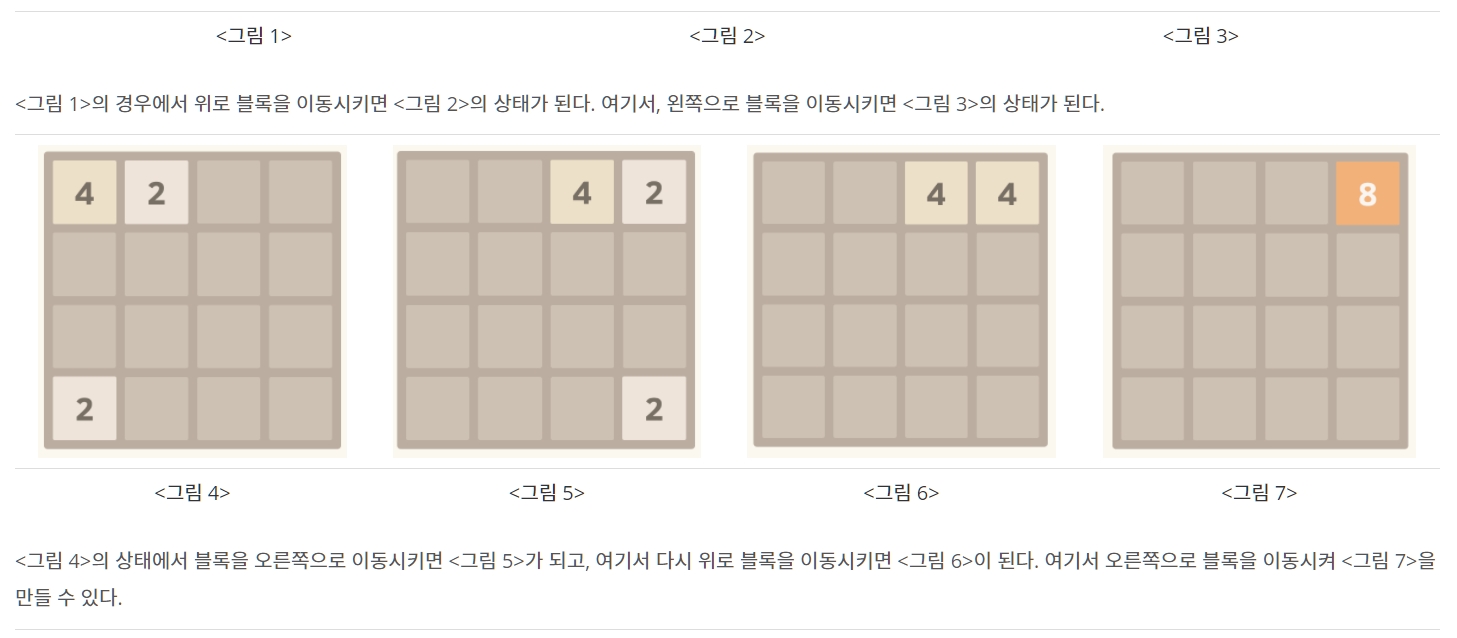 <그림 1> <그림 2> <그림 3>
<그림 1>의 경우에서 위로 블록을 이동시키면 <그림 2>의 상태가 된다. 여기서, 왼쪽으로 블록을 이동시키면 <그림 3>의 상태가 된다.
4 2 4 2 4 4 8
2 2
<그림 4> <그림 5> <그림 6> <그림 7>
<그림 4>의 상태에서 블록을 오른쪽으로 이동시키면 <그림 5>가 되고, 여기서 다시 위로 블록을 이동시키면 <그림 6>이 된다. 여기서 오른쪽으로 블록을 이동시켜 <그림 7>을
만들 수 있다.